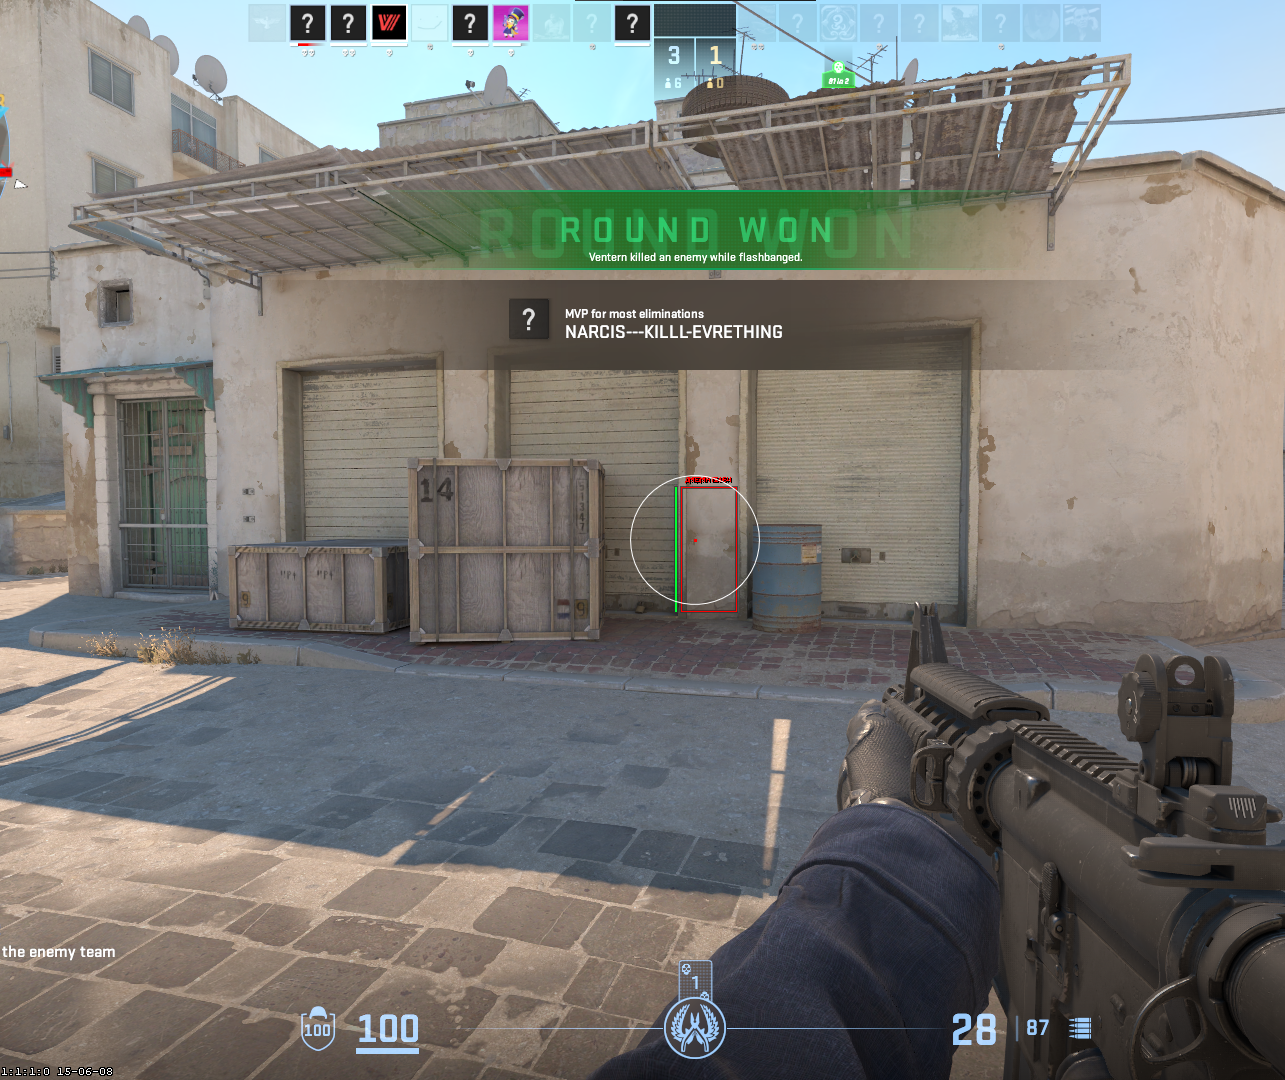 ? ? ? ? ? ? ? ? ?
3 1
6 0
ROUND WON
Ventern killed an enemy while flashbanged.
? MVP for most eliminations
NARCIS---KILLL-EVRETHING
14
the enemy team
1
100 100
28 87
1:1:1:0 15-06-08